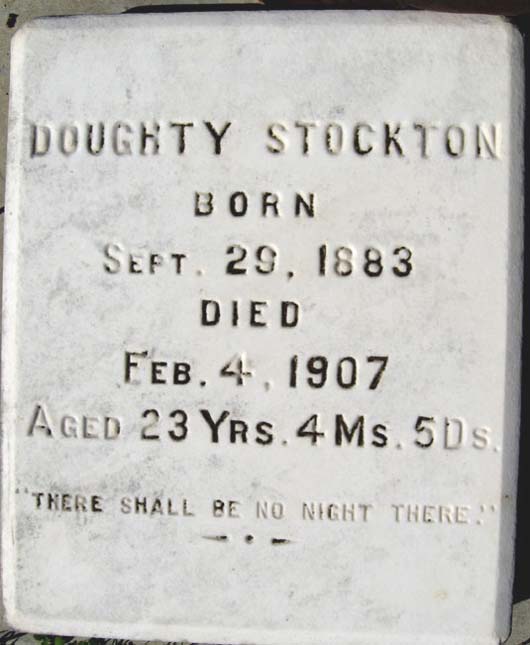 DOUGHTY STOCKTON
BORN
SEPT. 29, 1883
DIED
FEB. 4, 1907
AGED 23 YRS. 4 MS. 5 DS.
"THERE SHALL BE NO NIGHT THERE."